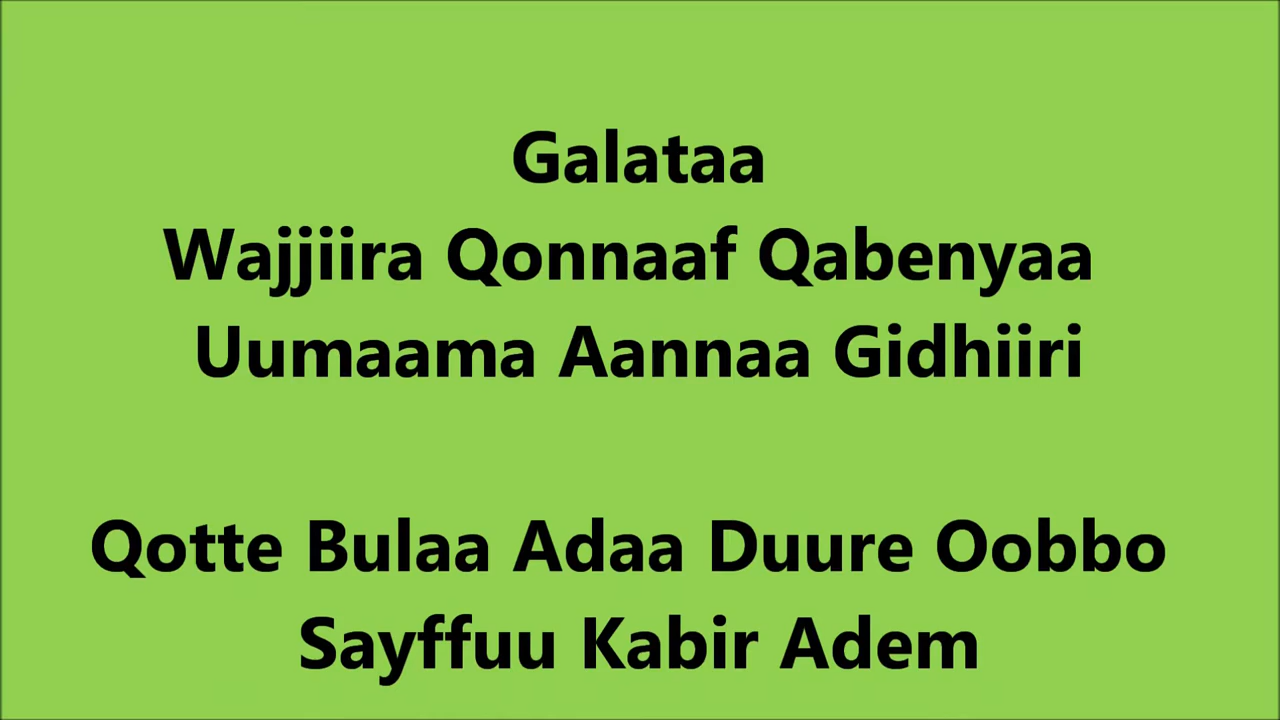 Galataa
Wajjiira Qonnaaf Qabenyaa
Uumaama Aannaa Gidhiiri
Qotte Bulaa Adaa Duure Oobbo
Sayffuu Kabir Adem